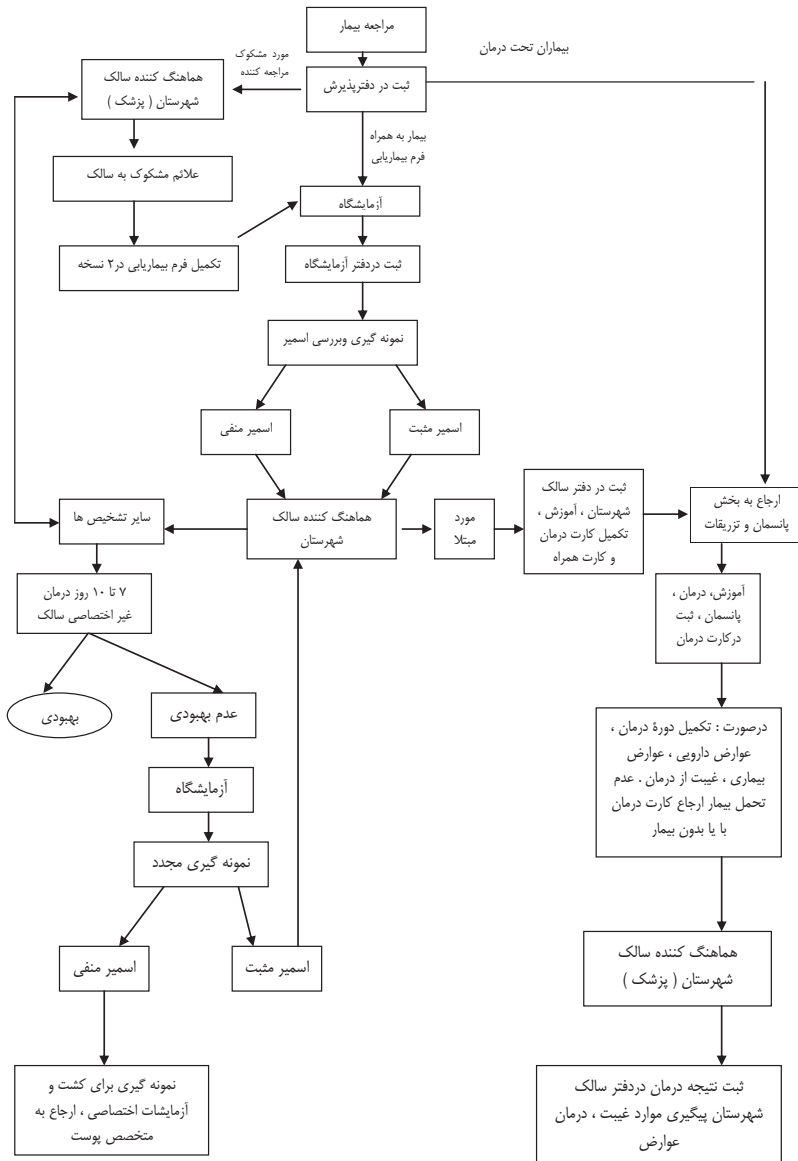 مراجعه بیمار
بیماران تحت درمان
مورد مشکوک
مراجعه کننده
ثبت در دفترپذیرش
هماهنگ کننده سالک
شهرستان ( پزشک )
بیمار به همراه
فرم بیماریابی
علائم مشکوک به سالک
آزمایشگاه
تکمیل فرم بیماریابی در۲ نسخه
ثبت دردفتر آزمایشگاه
نمونه گیری وبررسی اسمیر
اسمیر مثبت
اسمیر منفی
ارجاع به بخش
پانسمان و تزریقات
ثبت در دفتر سالک
شهرستان ، آموزش ،
تکمیل کارت درمان
و کارت همراه
مورد
مبتلا
هماهنگ کننده سالک
شهرستان
سایر تشخیص ها
۷ تا ۱۰ روز درمان
غیر اختصاصی سالک
آموزش، درمان ،
پانسمان ، ثبت
درکارت درمان
بهبودی
عدم بهبودی
درصورت : تکمیل دورۀ درمان ،
عوارض دارویی ، عوارض
بیماری ، غیبت از درمان . عدم
تحمل بیمار ارجاع کارت درمان
با یا بدون بیمار
آزمایشگاه
نمونه گیری مجدد
اسمیر مثبت
اسمیر منفی
هماهنگ کننده سالک
شهرستان ( پزشک )
نمونه گیری برای کشت و
آزمایشات اختصاصی ، ارجاع به
متخصص پوست
ثبت نتیجه درمان دردفتر سالک
شهرستان پیگیری موارد غیبت ، درمان
عوارض